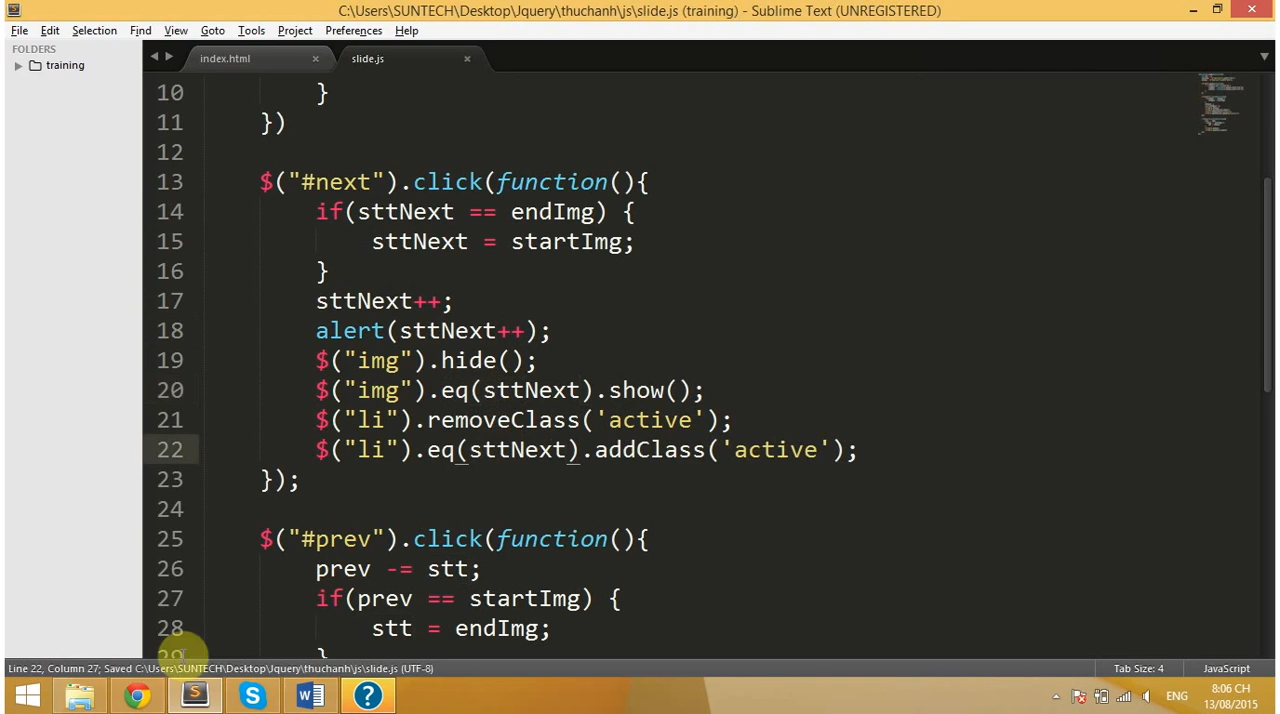 C:\Users\SUNTECH\Desktop\Jquery\thuchanh\js\slide.js (training) - Sublime Text (UNREGISTERED)
File Edit Selection Find View Goto Tools Project Preferences Help
FOLDERS
training
index.html
slide.js
10 }
11 })
12
13 $("#next").click(function(){
14 if(sttNext == endImg) {
15 sttNext = startImg;
16 }
17 sttNext++;
18 alert(sttNext++);
19 $("img").hide();
20 $("img").eq(sttNext).show();
21 $("li").removeClass('active');
22 $("li").eq(sttNext).addClass('active');
23 });
24
25 $("#prev").click(function(){
26 prev -= stt;
27 if(prev == startImg) {
28 stt = endImg;
29 }
Line 22, Column 27; Saved C:\Users\SUNTECH\Desktop\Jquery\thuchanh\js\slide.js (UTF-8)
Tab Size: 4
JavaScript
ENG
8:06 CH
13/08/2015